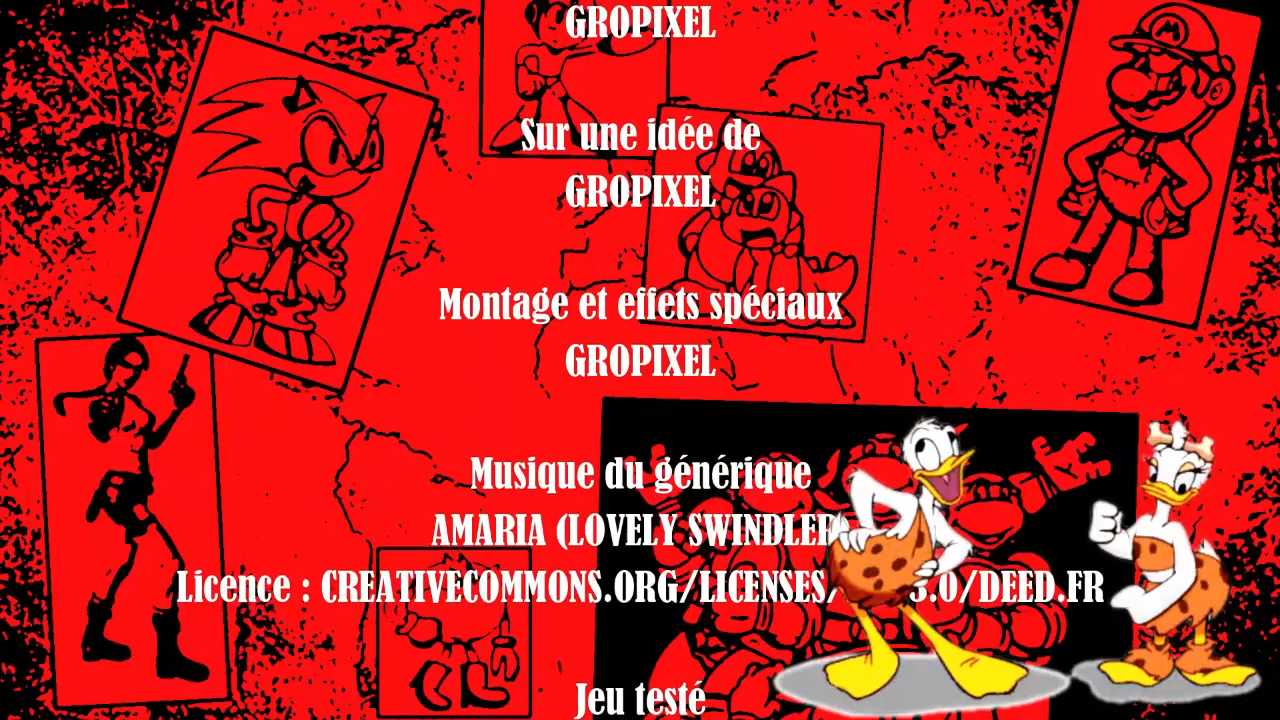 GROPIXEL
Sur une idée de
GROPIXEL
Montage et effets spéciaux
GROPIXEL
Musique du générique
AMARIA (LOVELY SWINDLER
Licence : CREATIVECOMMONS.ORG/LICENSES/ 3.0/DEED.FR
Jeu testé
M